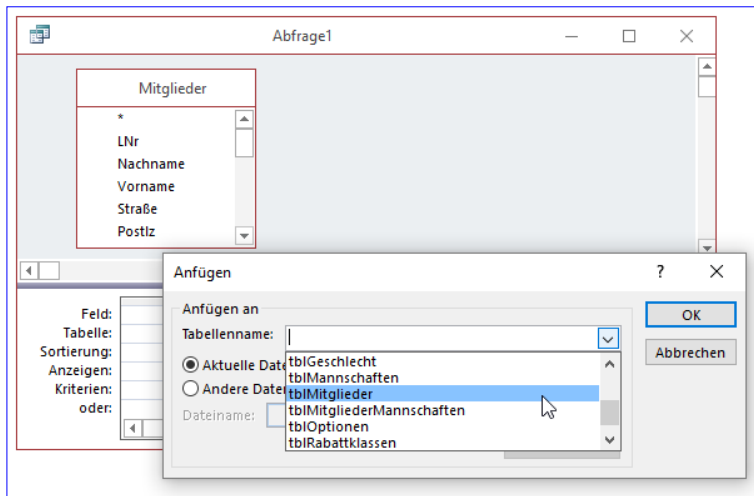 Abfrage1
Mitglieder
*
LNr
Nachname
Vorname
Straße
Postlz
Anfügen
?
Anfügen an
Tabellenname:
OK
Abbrechen
Aktuelle Date
Andere Date
Dateiname:
tblGeschlecht
tblMannschaften
tblMitglieder
tblMitgliederMannschaften
tblOptionen
tblRabattklassen
Feld:
Tabelle:
Sortierung:
Anzeigen:
Kriterien:
oder: